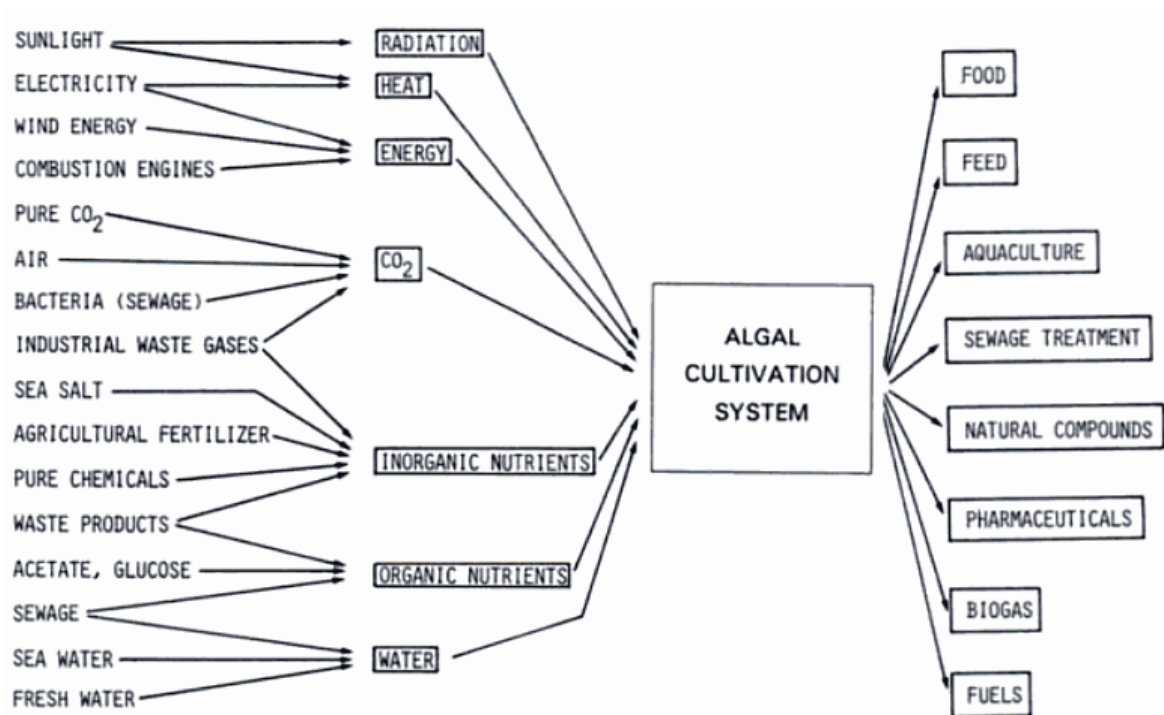 SUNLIGHT
ELECTRICITY
WIND ENERGY
COMBUSTION ENGINES
PURE CO2
AIR
BACTERIA (SEWAGE)
INDUSTRIAL WASTE GASES
SEA SALT
AGRICULTURAL FERTILIZER
PURE CHEMICALS
WASTE PRODUCTS
ACETATE, GLUCOSE
SEWAGE
SEA WATER
FRESH WATER
RADIATION
HEAT
ENERGY
CO2
INORGANIC NUTRIENTS
ORGANIC NUTRIENTS
WATER
ALGAL
CULTIVATION
SYSTEM
FOOD
FEED
AQUACULTURE
SEWAGE TREATMENT
NATURAL COMPOUNDS
PHARMACEUTICALS
BIOGAS
FUELS